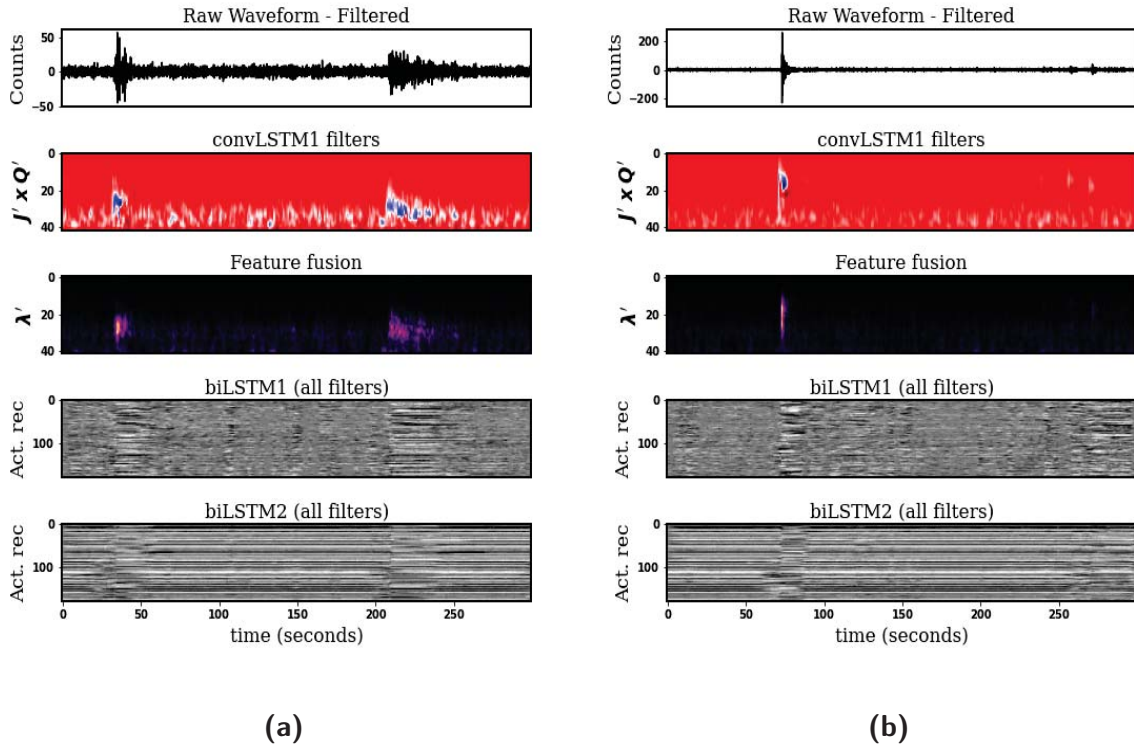 Raw Waveform - Filtered
Counts
50
0
−50
convLSTM1 filters
J′ x Q′
0
20
40
Feature fusion
λ′
0
20
40
biLSTM1 (all filters)
Act. rec
0
100
biLSTM2 (all filters)
Act. rec
0
100
0 50 100 150 200 250
time (seconds)
(a)
Raw Waveform - Filtered
Counts
200
0
−200
convLSTM1 filters
J′ x Q′
0
20
40
Feature fusion
λ′
0
20
40
biLSTM1 (all filters)
Act. rec
0
100
biLSTM2 (all filters)
Act. rec
0
100
0 50 100 150 200 250
time (seconds)
(b)